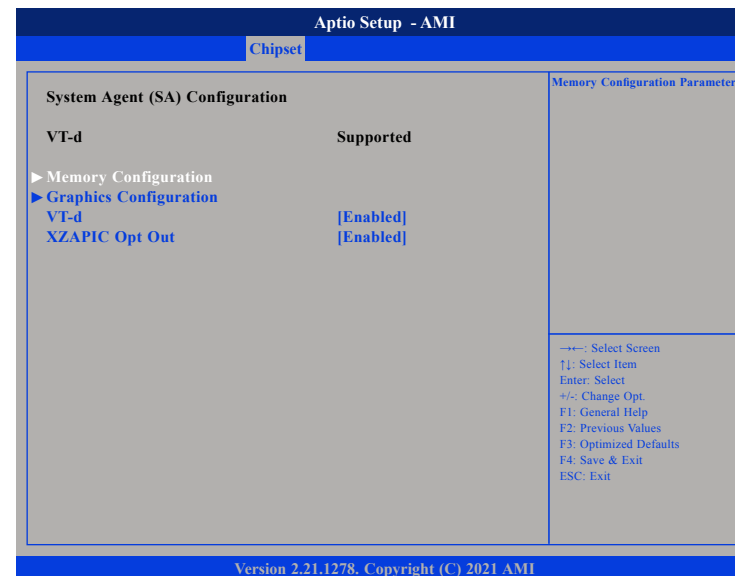 Aptio Setup - AMI
Chipset
System Agent (SA) Configuration
VT-d Supported
▶ Memory Configuration
▶ Graphics Configuration
VT-d [Enabled]
XZAPIC Opt Out [Enabled]
Memory Configuration Parameter
→←: Select Screen
↑↓: Select Item
Enter: Select
+/-: Change Opt.
F1: General Help
F2: Previous Values
F3: Optimized Defaults
F4: Save & Exit
ESC: Exit
Version 2.21.1278. Copyright (C) 2021 AMI